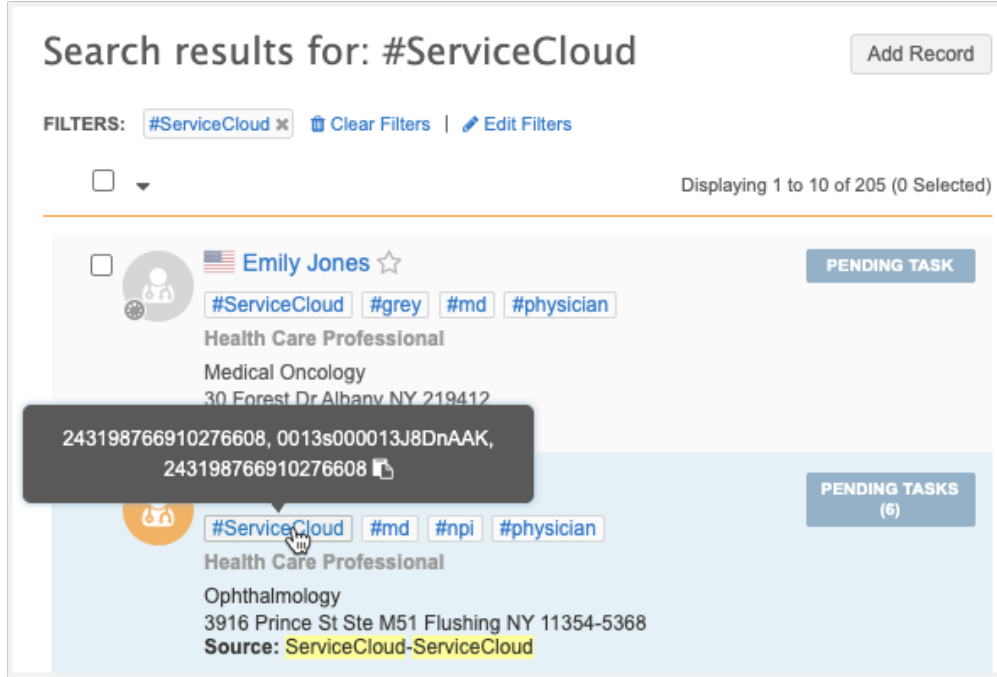 Search results for: #ServiceCloud
Add Record
FILTERS: #ServiceCloud Clear Filters | Edit Filters
Displaying 1 to 10 of 205 (0 Selected)
Emily Jones
PENDING TASK
#ServiceCloud #grey #md #physician
Health Care Professional
Medical Oncology
30 Forest Dr Albany NY 219412
243198766910276608, 0013s000013J8DnAAK,
243198766910276608
PENDING TASKS
(6)
#ServiceCloud #md #npi #physician
Health Care Professional
Ophthalmology
3916 Prince St Ste M51 Flushing NY 11354-5368
Source: ServiceCloud-ServiceCloud